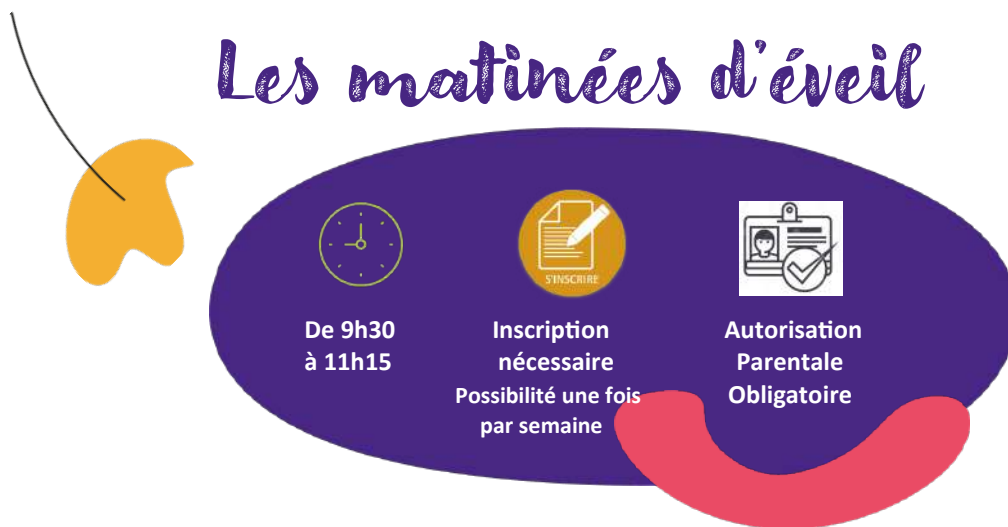 Les matinées d'éveil
S'INSCRIRE
De 9h30
à 11h15
Inscription
nécessaire
Possibilité une fois
par semaine
Autorisation
Parentale
Obligatoire